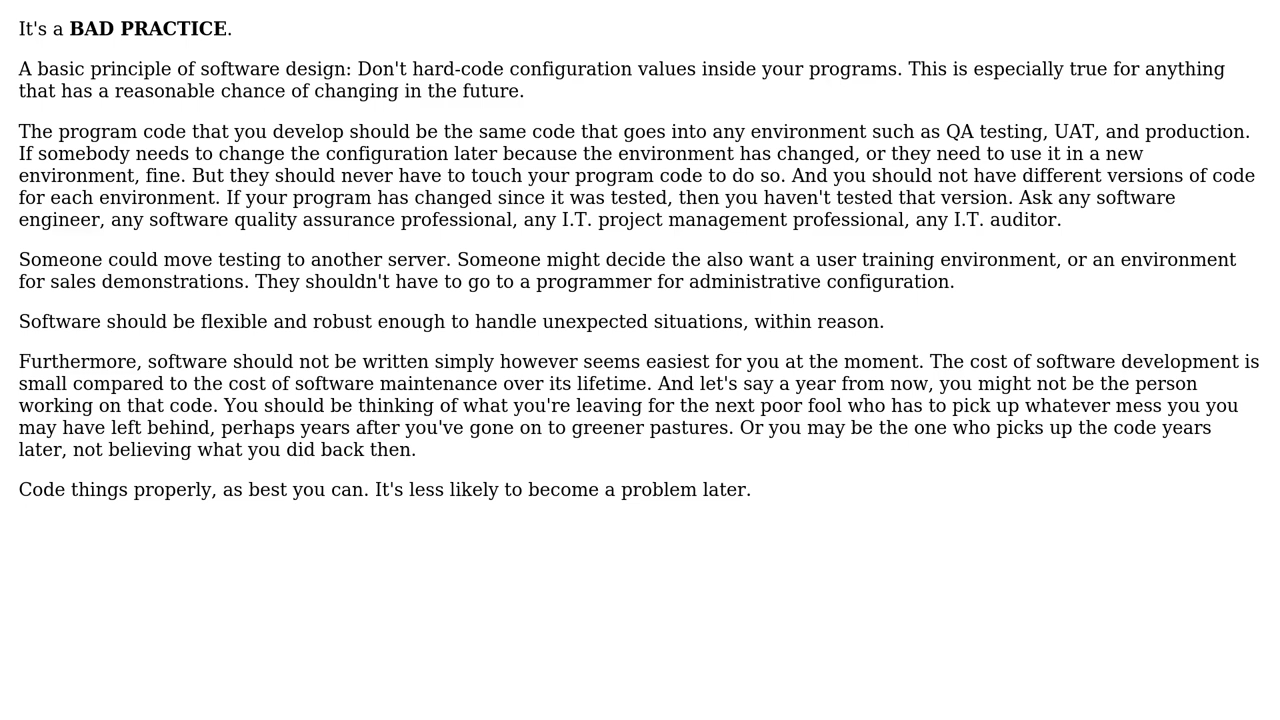 It's a BAD PRACTICE.
A basic principle of software design: Don't hard-code configuration values inside your programs. This is especially true for anything
that has a reasonable chance of changing in the future.
The program code that you develop should be the same code that goes into any environment such as QA testing, UAT, and production.
If somebody needs to change the configuration later because the environment has changed, or they need to use it in a new
environment, fine. But they should never have to touch your program code to do so. And you should not have different versions of code
for each environment. If your program has changed since it was tested, then you haven't tested that version. Ask any software
engineer, any software quality assurance professional, any I.T. project management professional, any I.T. auditor.
Someone could move testing to another server. Someone might decide the also want a user training environment, or an environment
for sales demonstrations. They shouldn't have to go to a programmer for administrative configuration.
Software should be flexible and robust enough to handle unexpected situations, within reason.
Furthermore, software should not be written simply however seems easiest for you at the moment. The cost of software development is
small compared to the cost of software maintenance over its lifetime. And let's say a year from now, you might not be the person
working on that code. You should be thinking of what you're leaving for the next poor fool who has to pick up whatever mess you you
may have left behind, perhaps years after you've gone on to greener pastures. Or you may be the one who picks up the code years
later, not believing what you did back then.
Code things properly, as best you can. It's less likely to become a problem later.